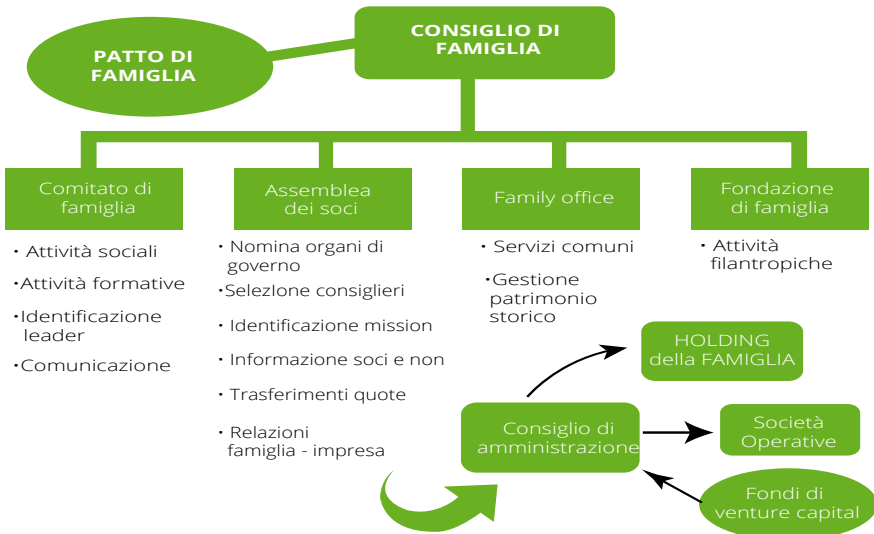 PATTO DI
FAMIGLIA
CONSIGLIO DI
FAMIGLIA
Comitato di
famiglia
· Attività sociali
·Attività formative
·Identificazione
leader
·Comunicazione
Assemblea
dei soci
· Nomina organi di
governo
·SelezIone consiglieri
· Identificazione mission
· Informazione soci e non
· Trasferimenti quote
· Relazioni
famiglia - impresa
Family office
· Servizi comuni
·Gestione
patrimonio
storico
Fondazione
di famiglia
· Attività
filantropiche
HOLDING
della FAMIGLIA
Consiglio di
amministrazione
Società
Operative
Fondi di
venture capital